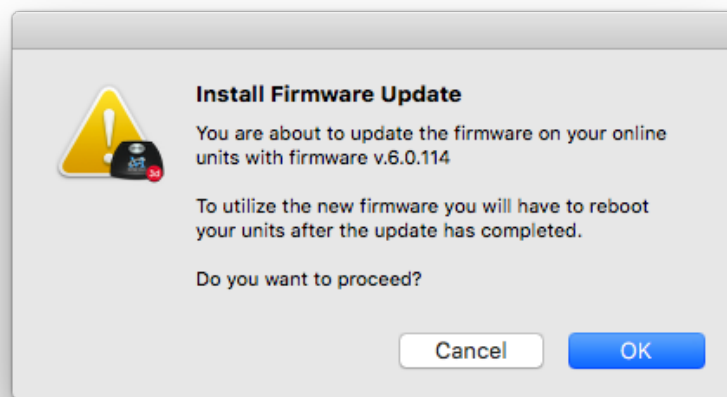 Install Firmware Update
You are about to update the firmware on your online
units with firmware v.6.0.114
To utilize the new firmware you will have to reboot
your units after the update has completed.
Do you want to proceed?
3d
Cancel
OK